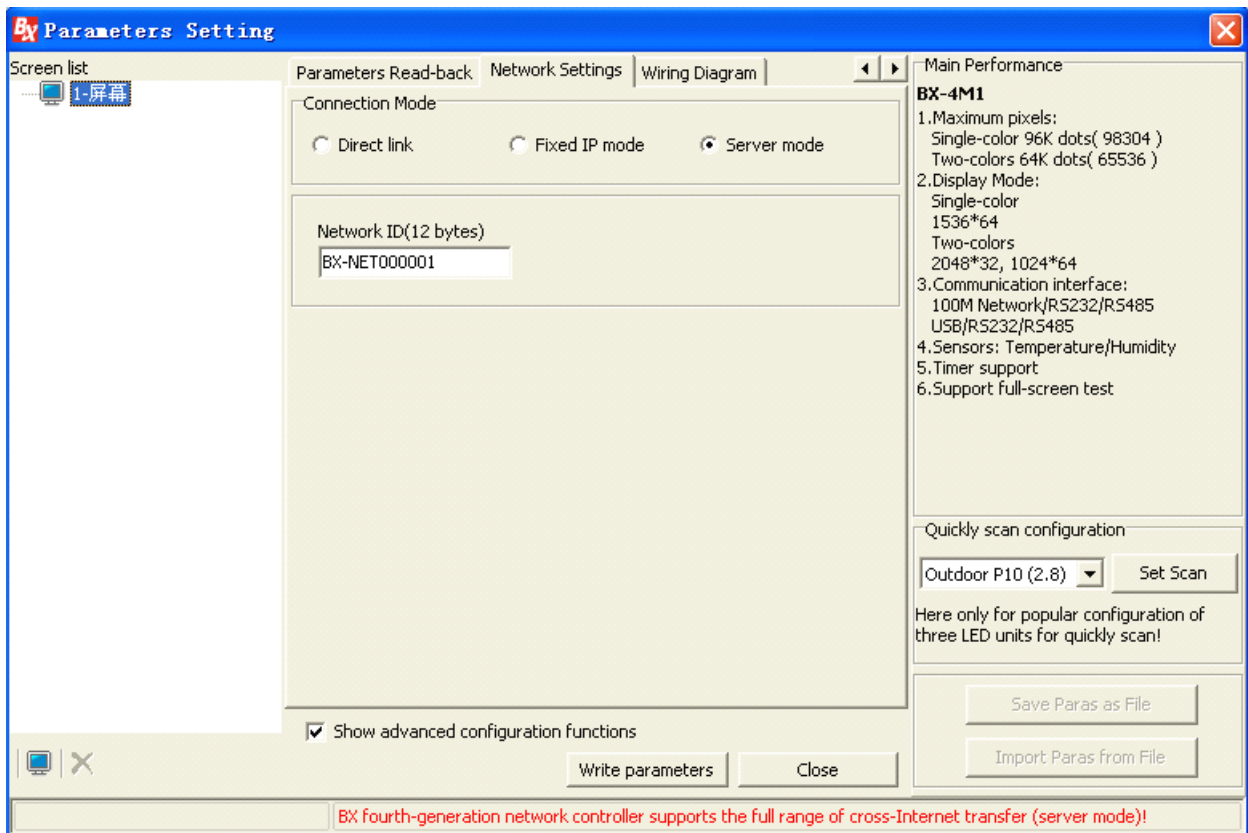 BX Parameters Setting
Screen list
1-屏幕
Parameters Read-back
Network Settings
Wiring Diagram
Connection Mode
Direct link
Fixed IP mode
Server mode
Network ID(12 bytes)
BX-NET000001
Show advanced configuration functions
Write parameters
Close
Main Performance
BX-4M1
1.Maximum pixels:
Single-color 96K dots( 98304 )
Two-colors 64K dots( 65536 )
2.Display Mode:
Single-color
1536*64
Two-colors
2048*32, 1024*64
3.Communication interface:
100M Network/RS232/RS485
USB/RS232/RS485
4.Sensors: Temperature/Humidity
5.Timer support
6.Support full-screen test
Quickly scan configuration
Outdoor P10 (2.8)
Set Scan
Here only for popular configuration of
three LED units for quickly scan!
Save Paras as File
Import Paras from File
BX fourth-generation network controller supports the full range of cross-Internet transfer (server mode)!